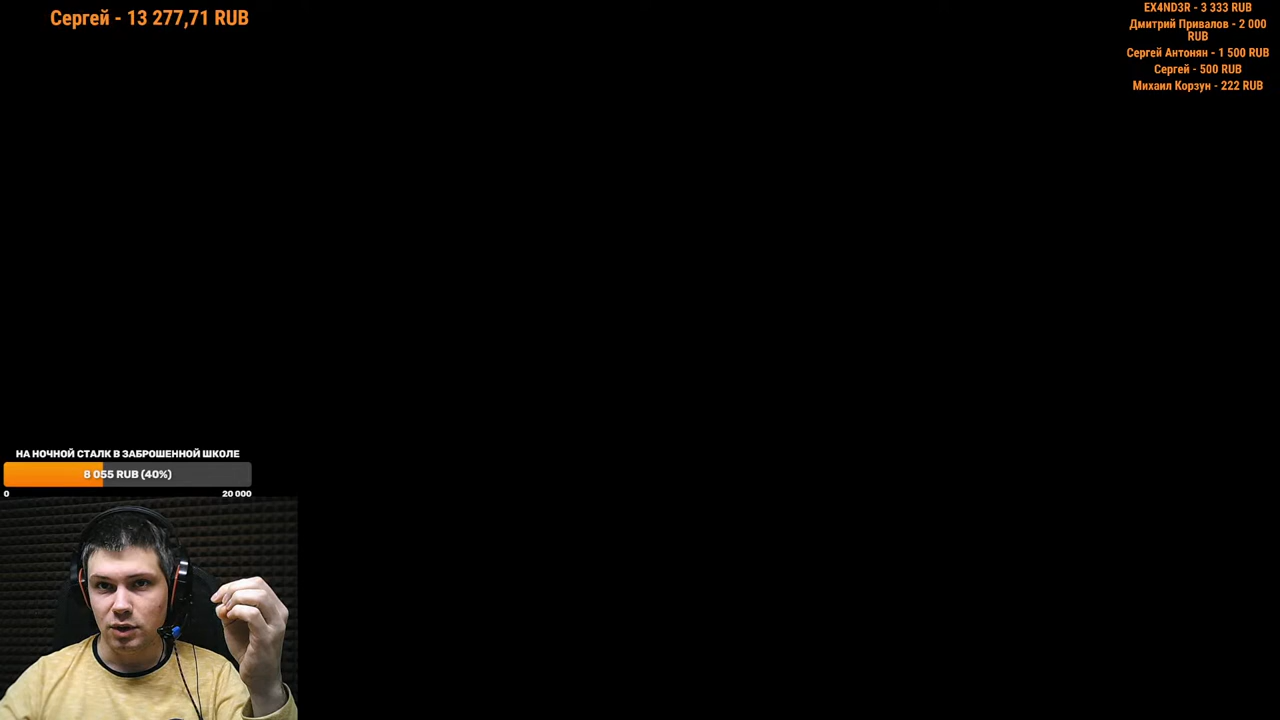 Сергей - 13 277,71 RUB
EX4ND3R - 3 333 RUB
Дмитрий Привалов - 2 000
RUB
Сергей Антонян - 1 500 RUB
Сергей - 500 RUB
Михаил Корзун - 222 RUB
НА НОЧНОЙ СТАЛК В ЗАБРОШЕННОЙ ШКОЛЕ
8 055 RUB (40%)
0 20 000